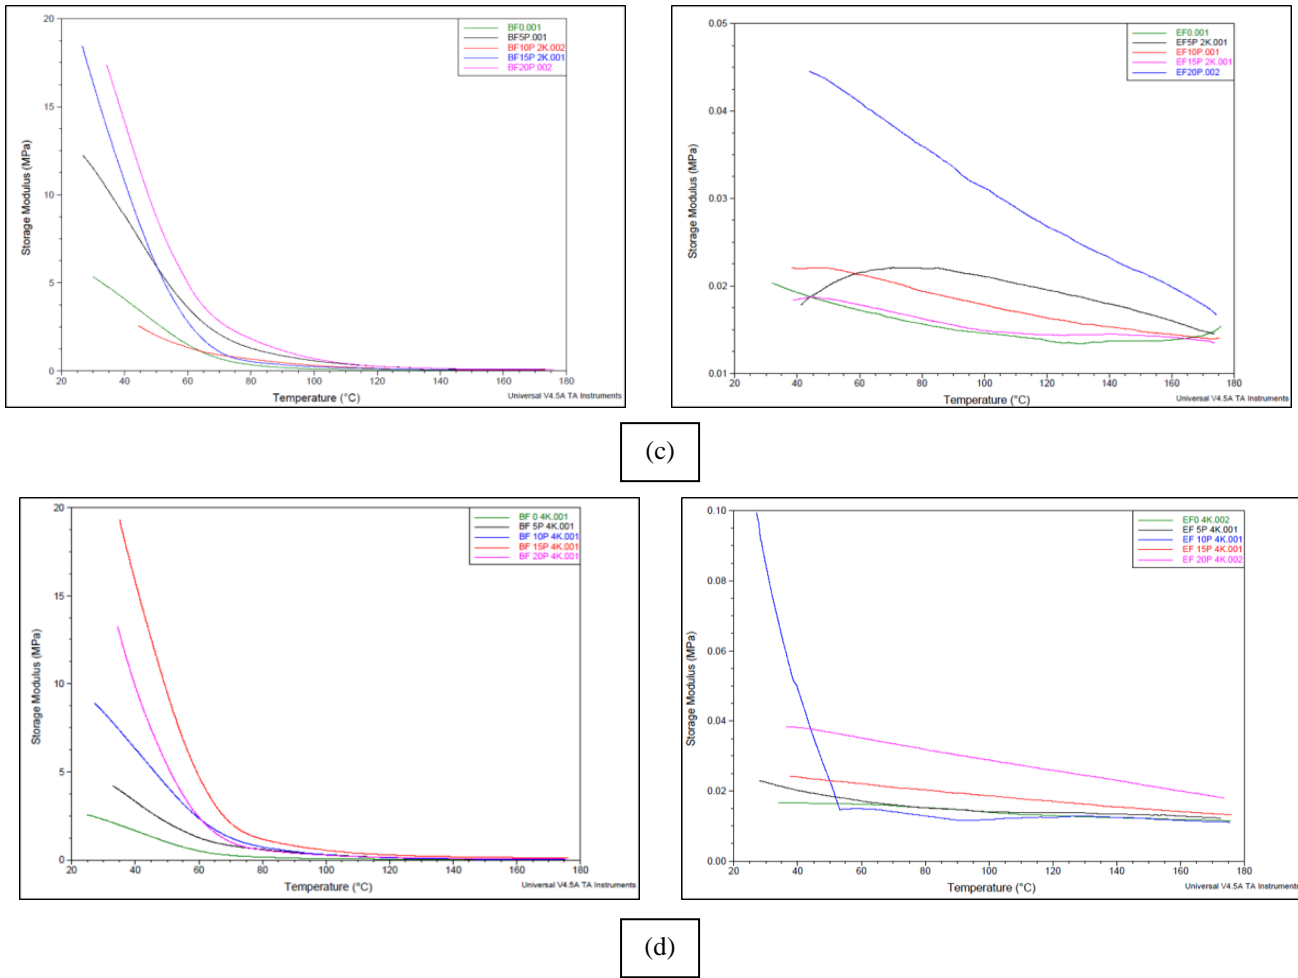 20
15
10
5
0
20
40
60
80
100
120
140
160
180
Storage Modulus (MPa)
Temperature (°C)
Universal V4.5A TA Instruments
BF0.001
BF5P.001
BF10P 2K.002
BF15P 2K.001
BF20P.002
0.05
0.04
0.03
0.02
0.01
20
40
60
80
100
120
140
160
180
Storage Modulus (MPa)
Temperature (°C)
Universal V4.5A TA Instruments
EF0.001
EF5P 2K.001
EF10P.001
EF15P 2K.001
EF20P.002
(c)
20
15
10
5
0
20
40
60
80
100
120
140
160
180
Storage Modulus (MPa)
Temperature (°C)
Universal V4.5A TA Instruments
BF 0 4K.001
BF 5P 4K.001
BF 10P 4K.001
BF 15P 4K.001
BF 20P 4K.001
0.10
0.08
0.06
0.04
0.02
0.00
20
40
60
80
100
120
140
160
180
Storage Modulus (MPa)
Temperature (°C)
Universal V4.5A TA Instruments
EF0 4K.002
EF 5P 4K.001
EF 10P 4K.001
EF 15P 4K.001
EF 20P 4K.002
(d)